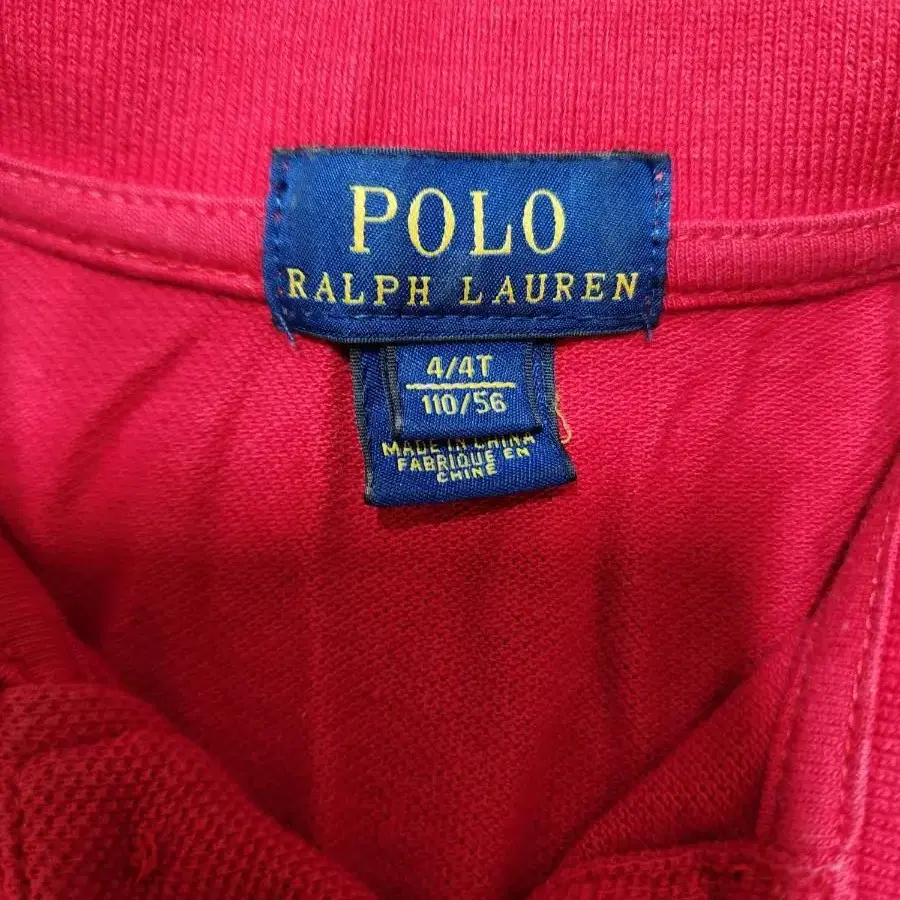 POLO
RALPH LAUREN
4/4T
110/56
MADE IN CHINA
FABRIQUE EN
CHINE